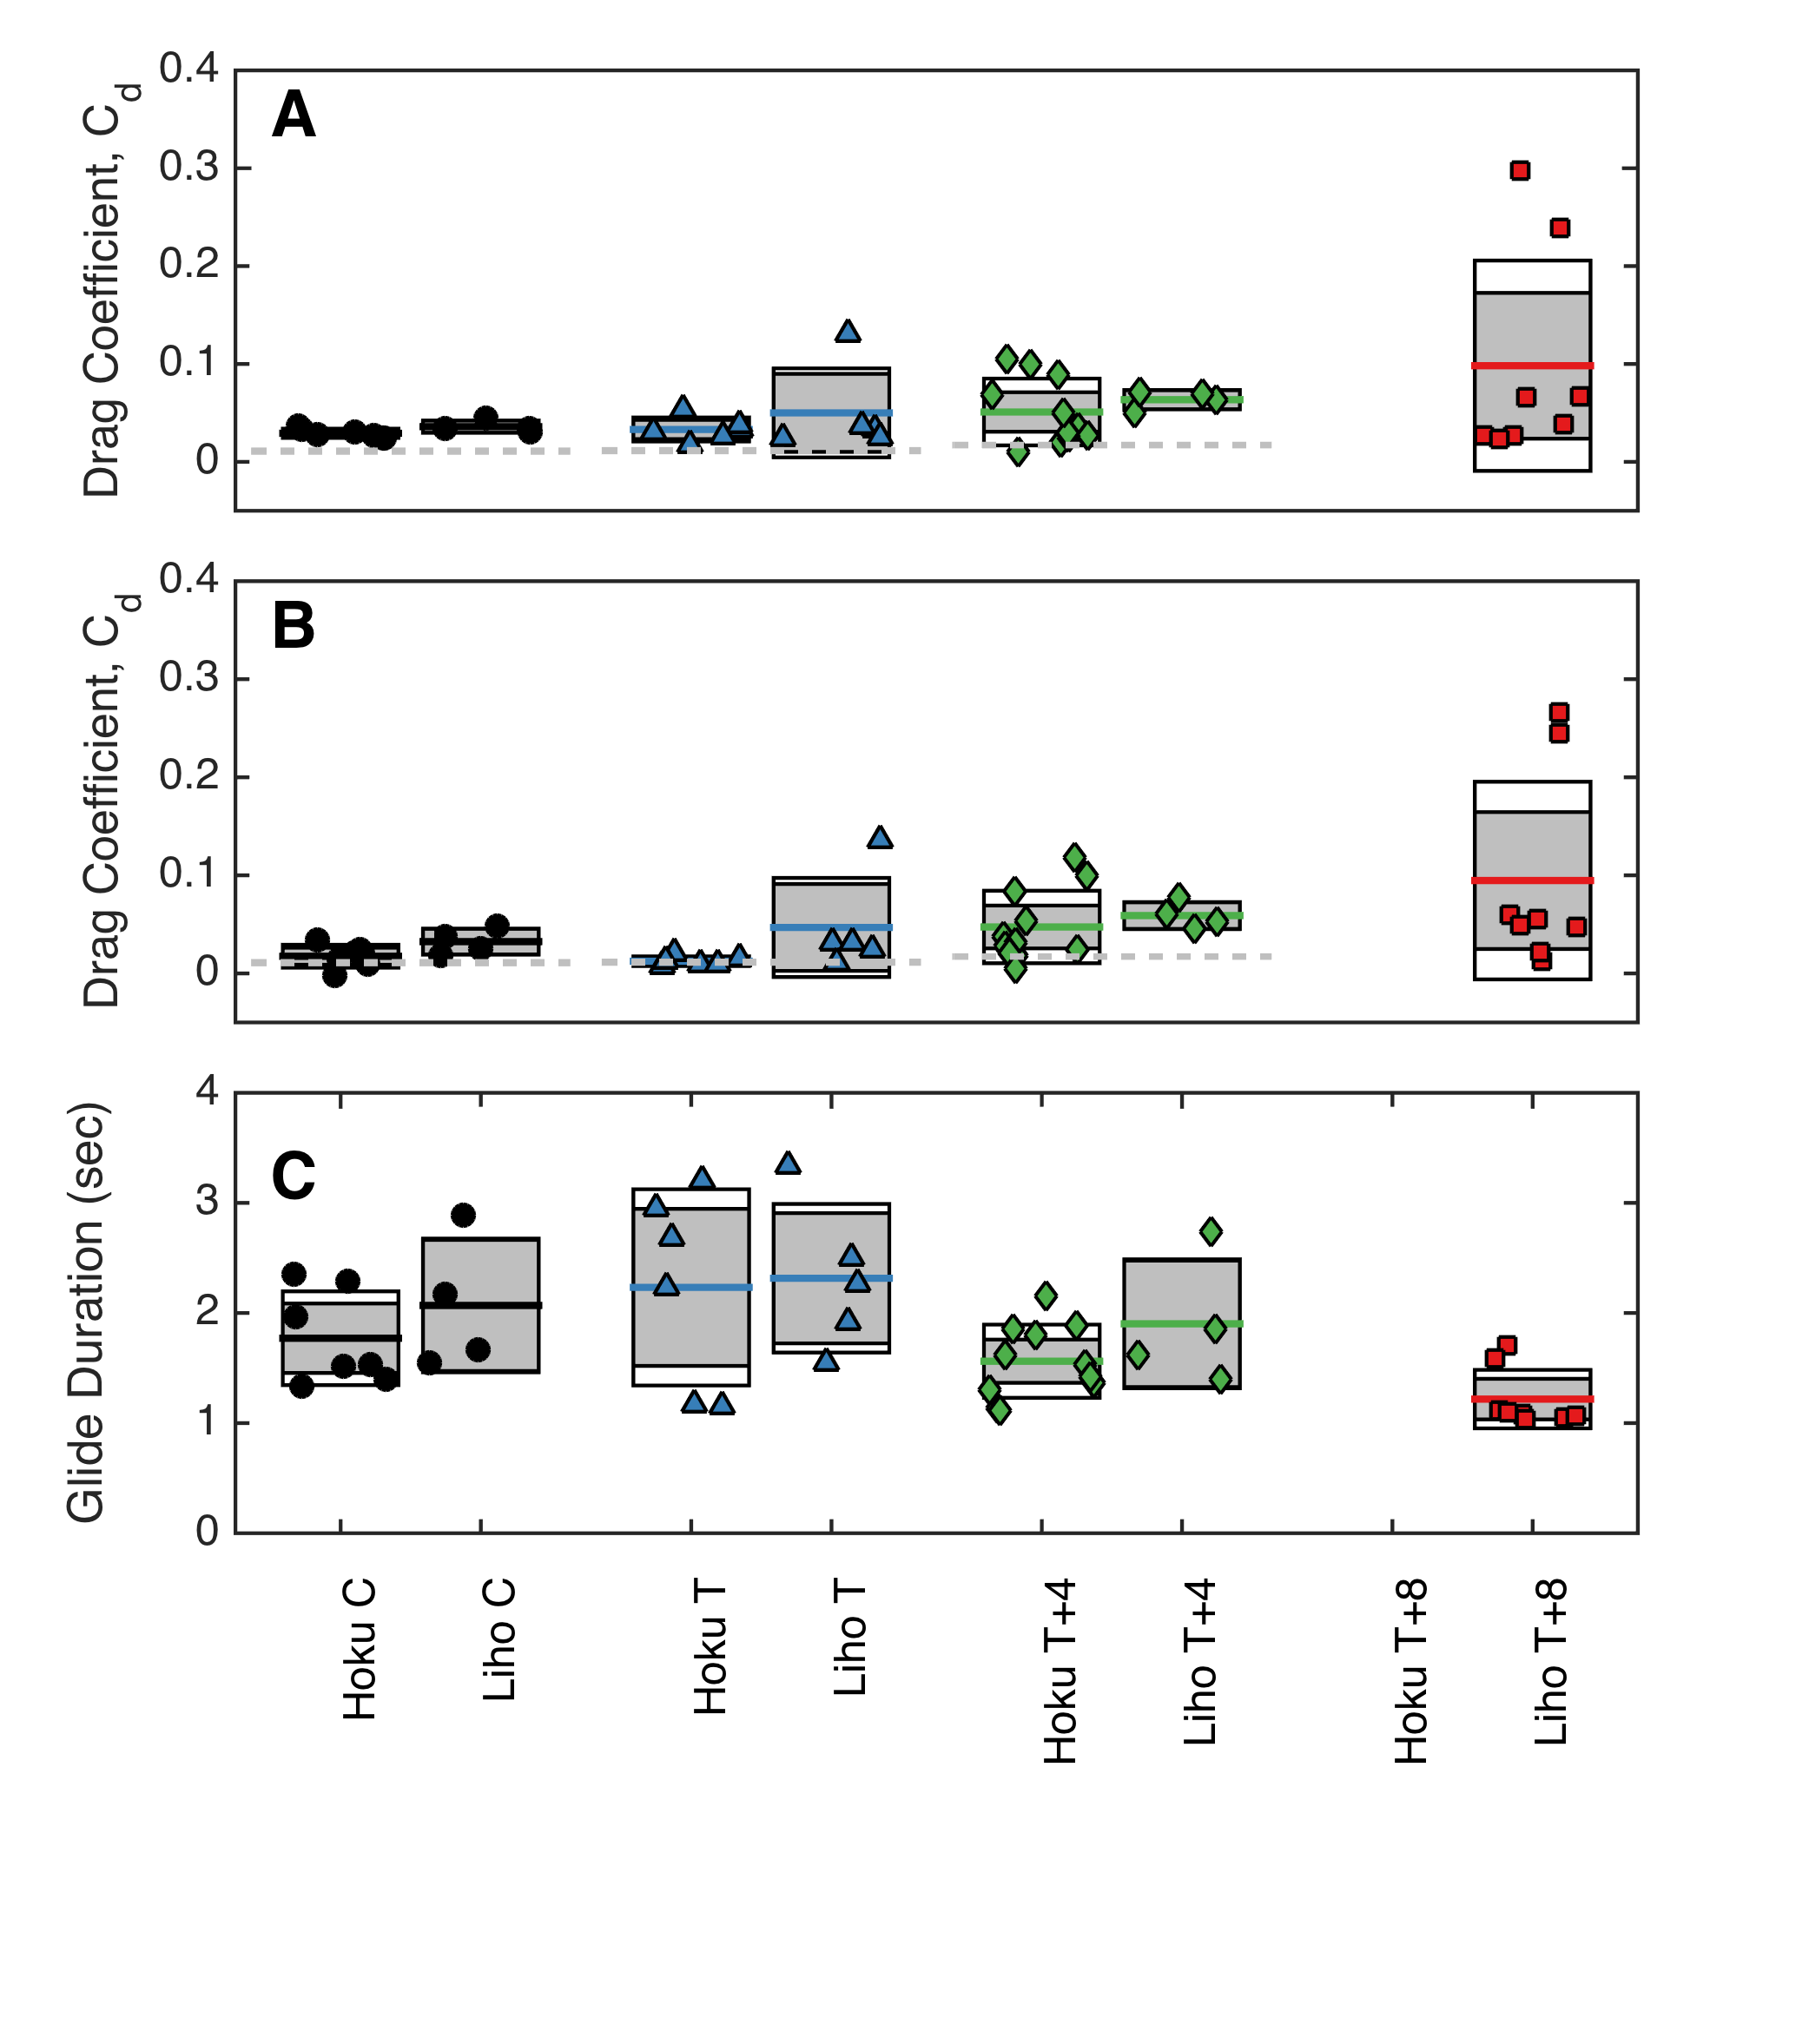 A
Drag Coefficient, Cd
0.4
0.3
0.2
0.1
0
B
Drag Coefficient, Cd
0.4
0.3
0.2
0.1
0
C
Glide Duration (sec)
4
3
2
1
0
Hoku C
Liho C
Hoku T
Liho T
Hoku T+4
Liho T+4
Hoku T+8
Liho T+8